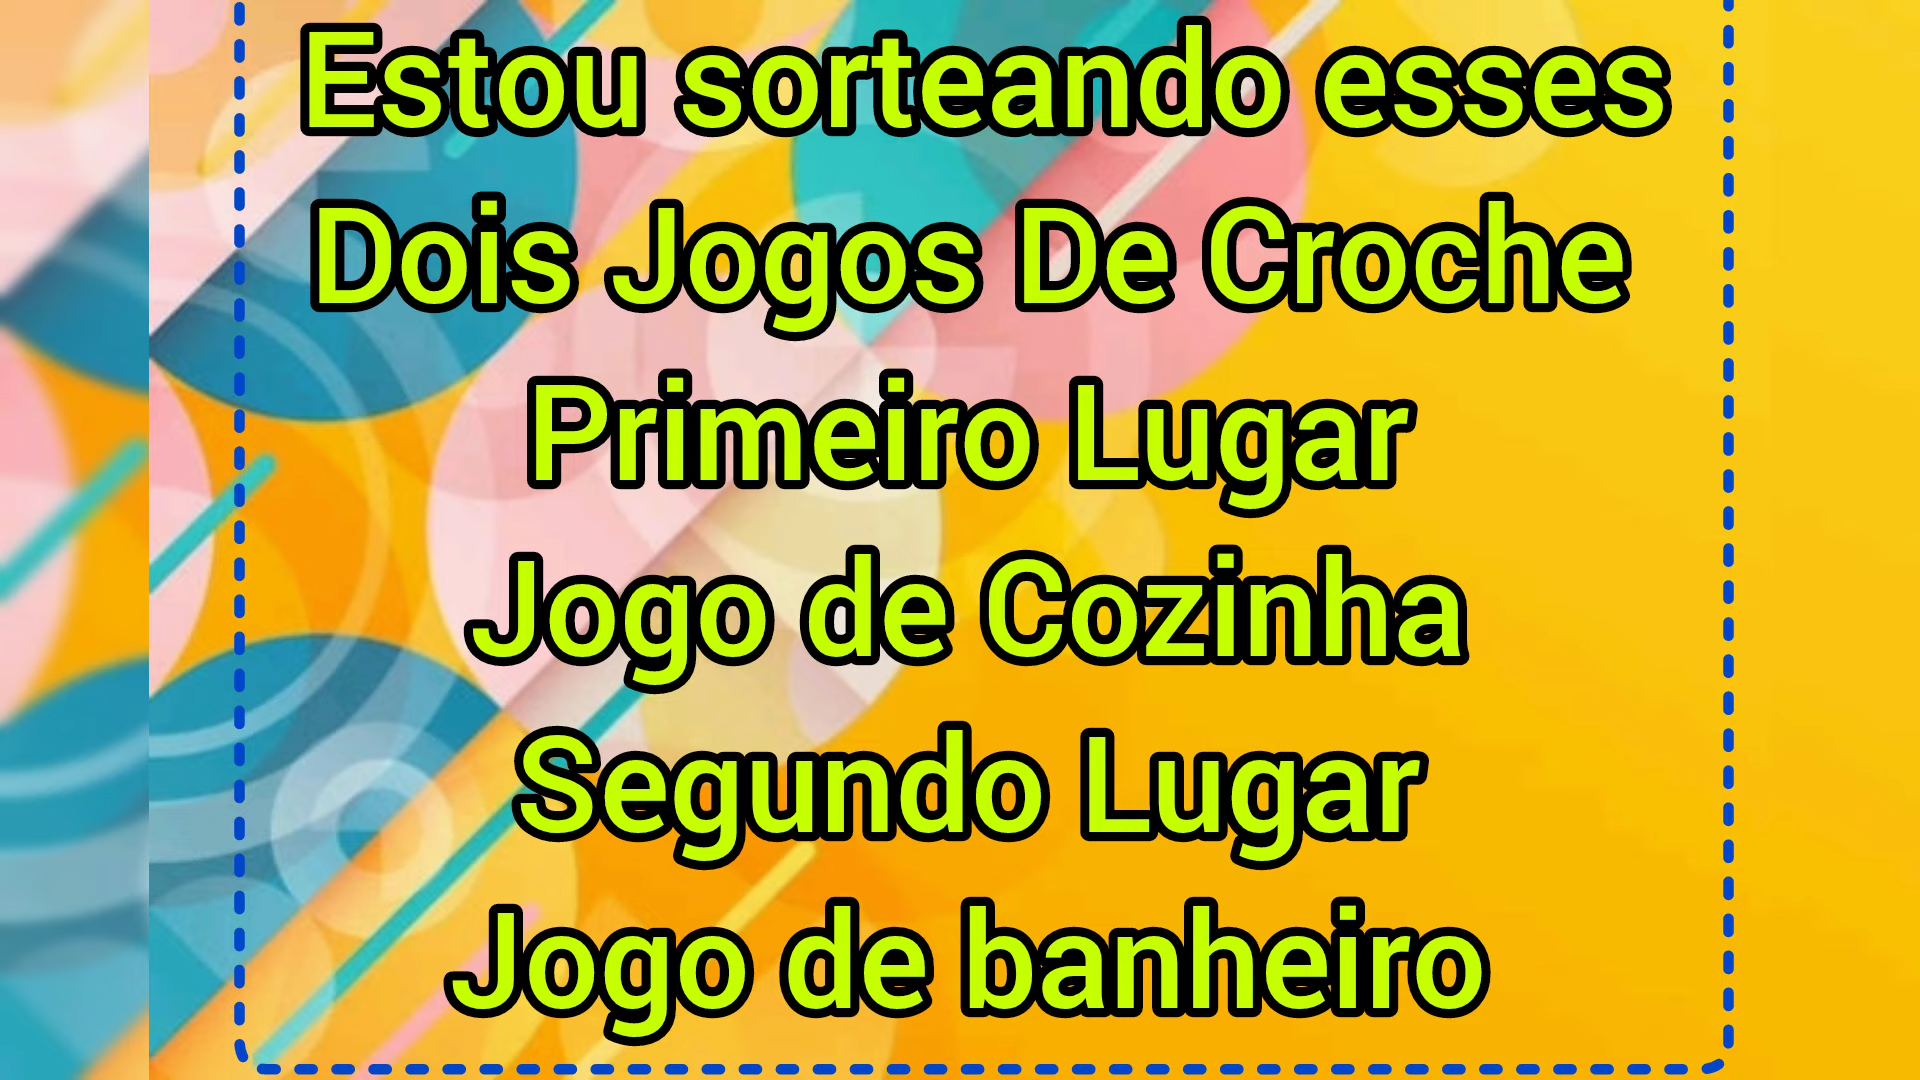 Estou sorteando esses
Dois Jogos De Croche
Primeiro Lugar
Jogo de Cozinha
Segundo Lugar
Jogo de banheiro